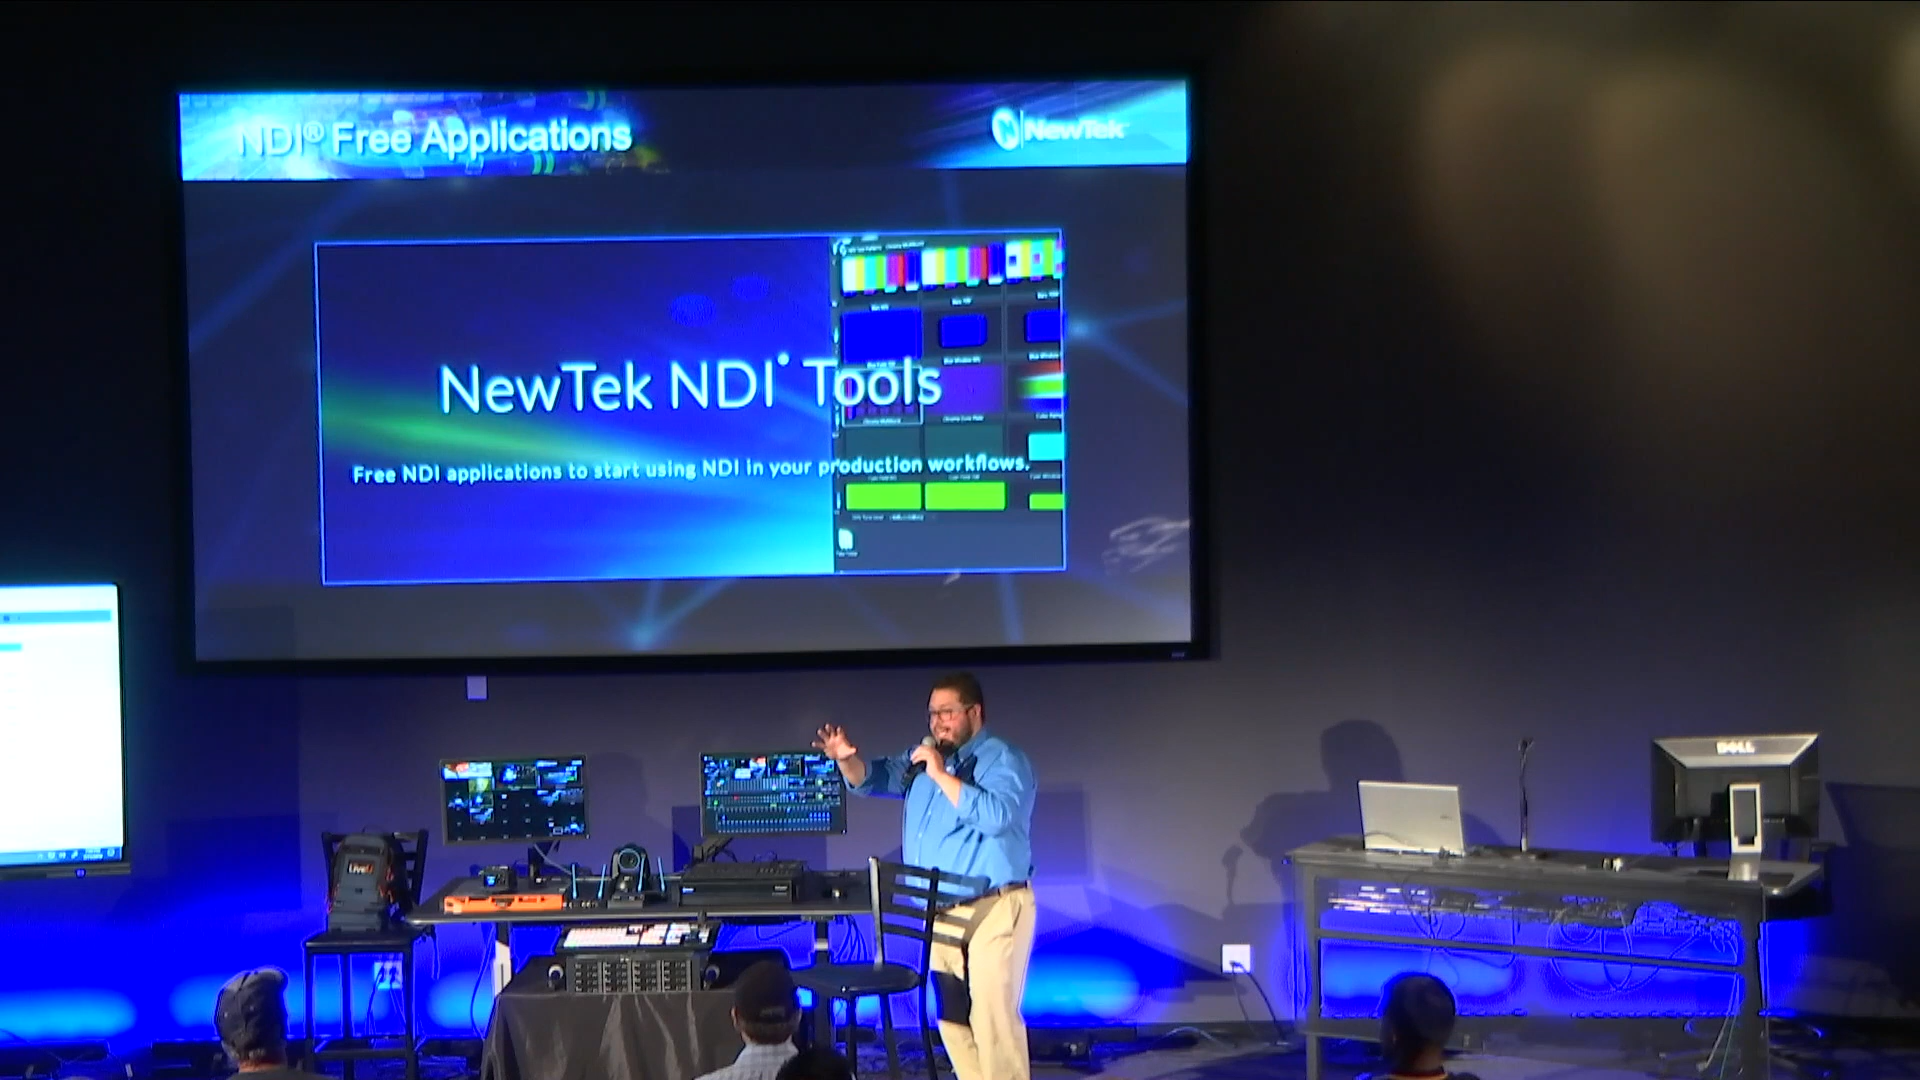 NDI® Free Applications
NewTek
NewTek NDI® Tools
Free NDI applications to start using NDI in your production workflows.
DELL
LiveU